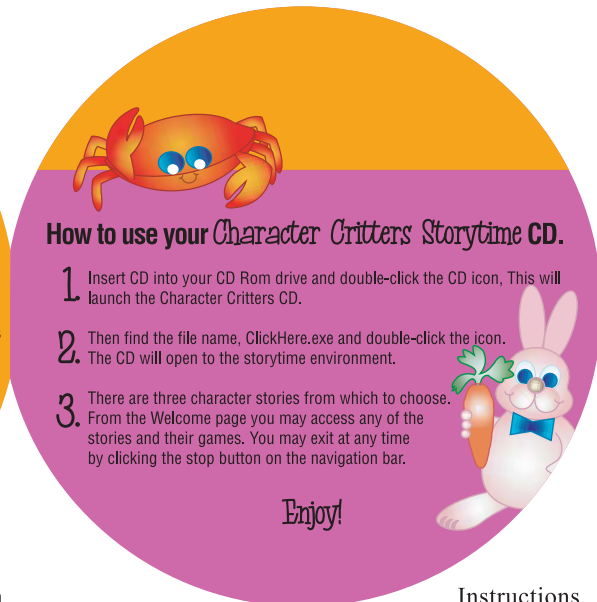 How to use your Character Critters Storytime CD.
1. Insert CD into your CD Rom drive and double-click the CD icon, This will
launch the Character Critters CD.
2. Then find the file name, ClickHere.exe and double-click the icon.
The CD will open to the storytime environment.
3. There are three character stories from which to choose.
From the Welcome page you may access any of the
stories and their games. You may exit at any time
by clicking the stop button on the navigation bar.
Enjoy!
Instructions